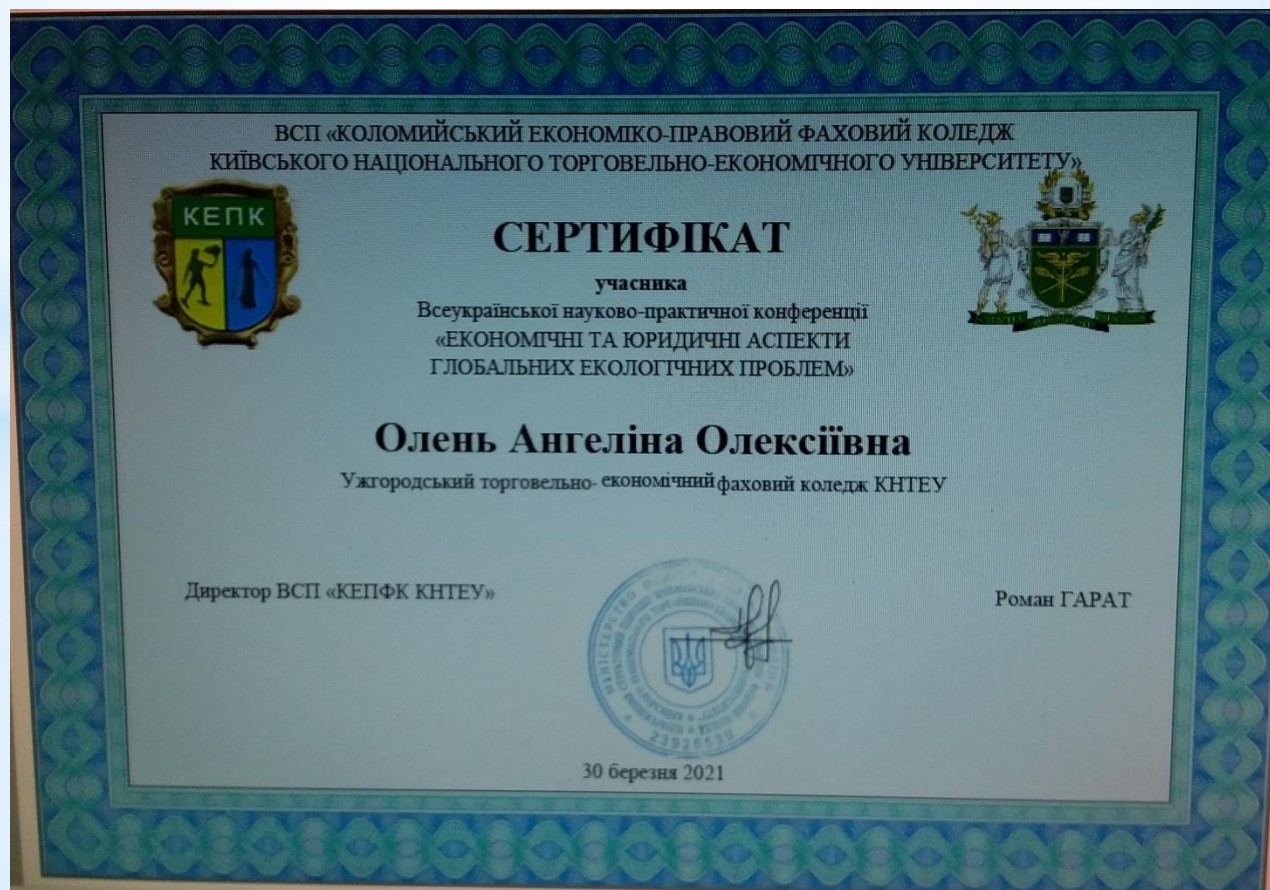 ВСП «КОЛОМИЙСЬКИЙ ЕКОНОМІКО-ПРАВОВИЙ ФАХОВИЙ КОЛЕДЖ
КИЇВСЬКОГО НАЦІОНАЛЬНОГО ТОРГОВЕЛЬНО-ЕКОНОМІЧНОГО УНІВЕРСИТЕТУ»
КЕПК
СЕРТИФІКАТ
учасника
Всеукраїнської науково-практичної конференції
«ЕКОНОМІЧНІ ТА ЮРИДИЧНІ АСПЕКТИ
ГЛОБАЛЬНИХ ЕКОЛОГІЧНИХ ПРОБЛЕМ»
Олень Ангеліна Олексіївна
Ужгородський торговельно- економічний фаховий коледж КНТЕУ
Директор ВСП «КЕПФК КНТЕУ»
Роман ГАРАТ
23926539
30 березня 2021